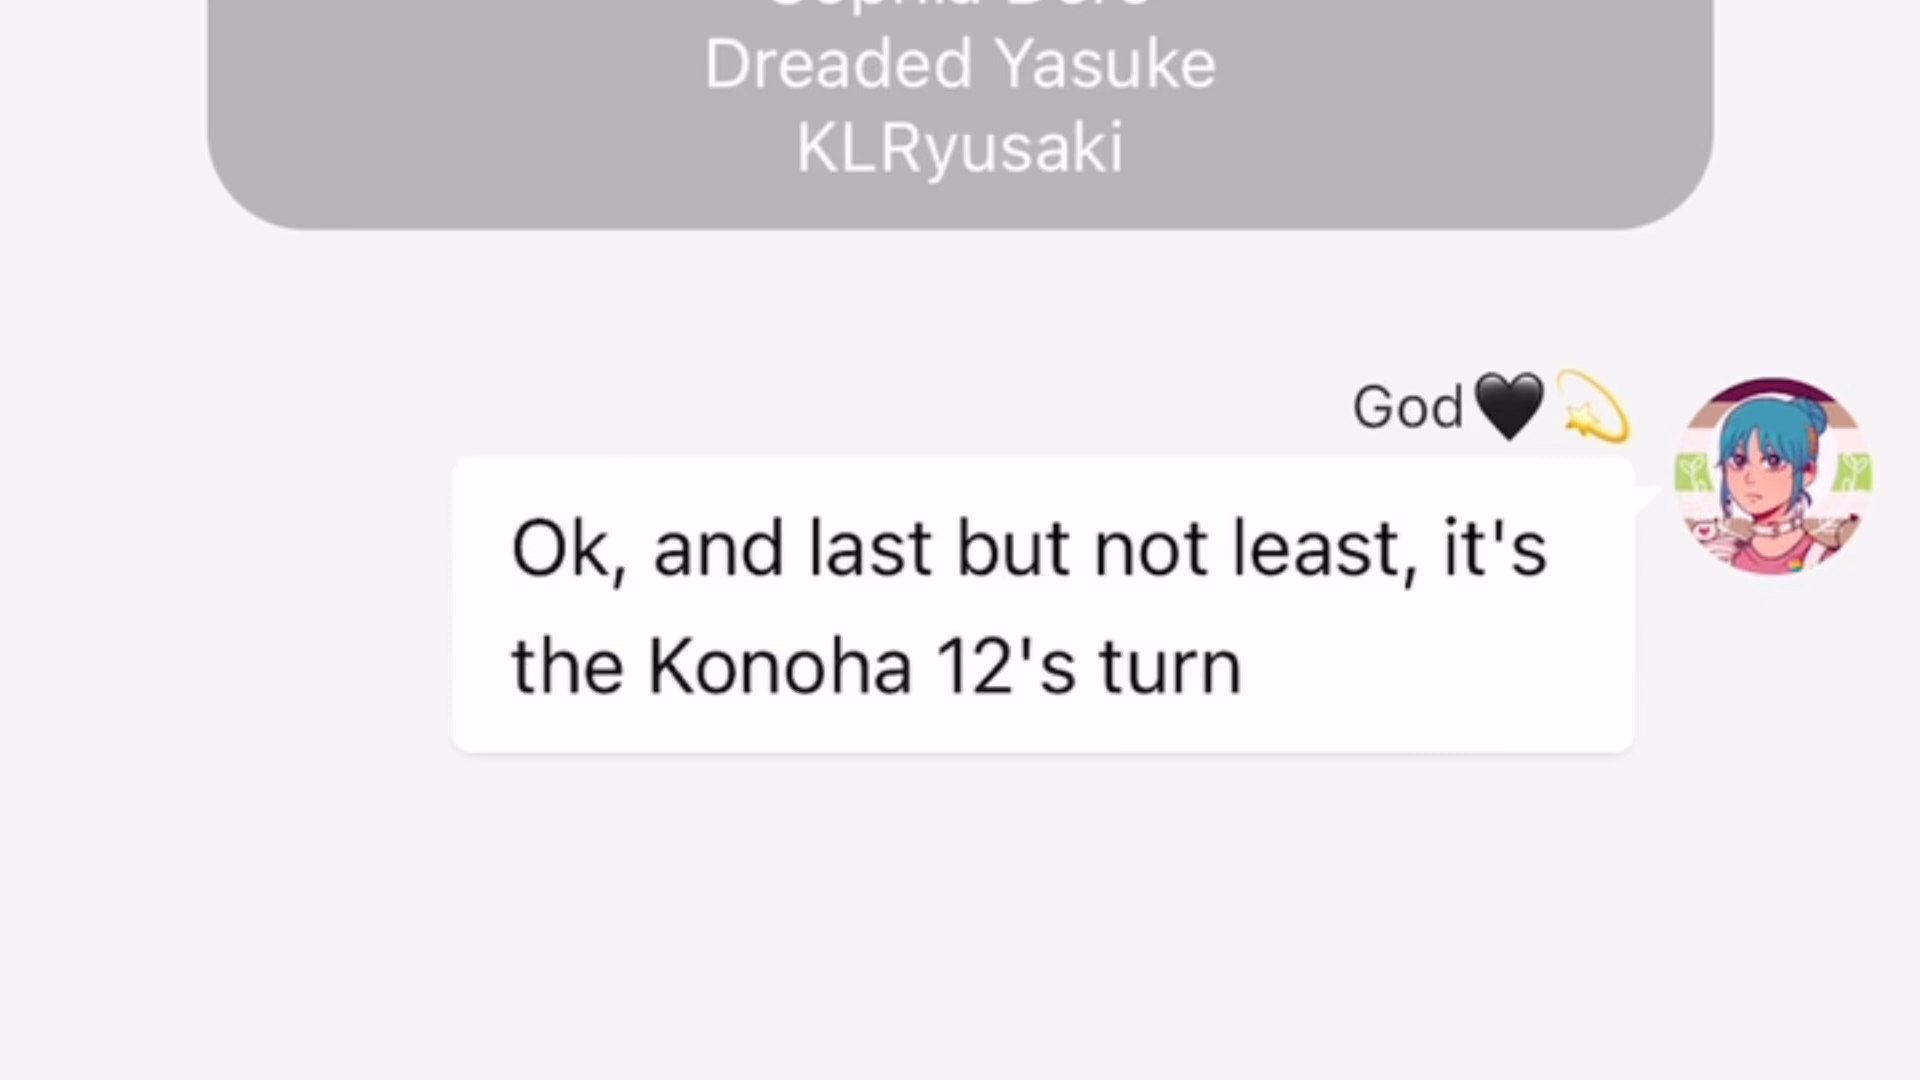 Dreaded Yasuke
KLRyusaki
God🖤💫
Ok, and last but not least, it's
the Konoha 12's turn